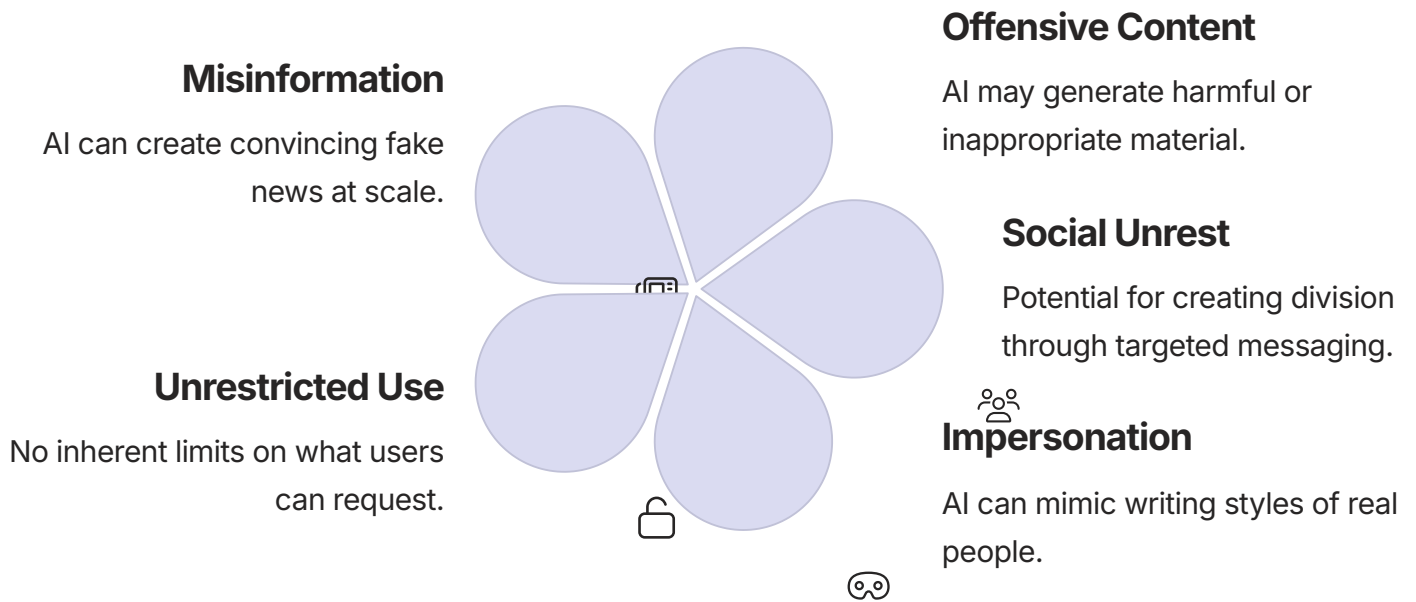 Misinformation
AI can create convincing fake
news at scale.
Unrestricted Use
No inherent limits on what users
can request.
Offensive Content
AI may generate harmful or
inappropriate material.
Social Unrest
Potential for creating division
through targeted messaging.
Impersonation
AI can mimic writing styles of real
people.